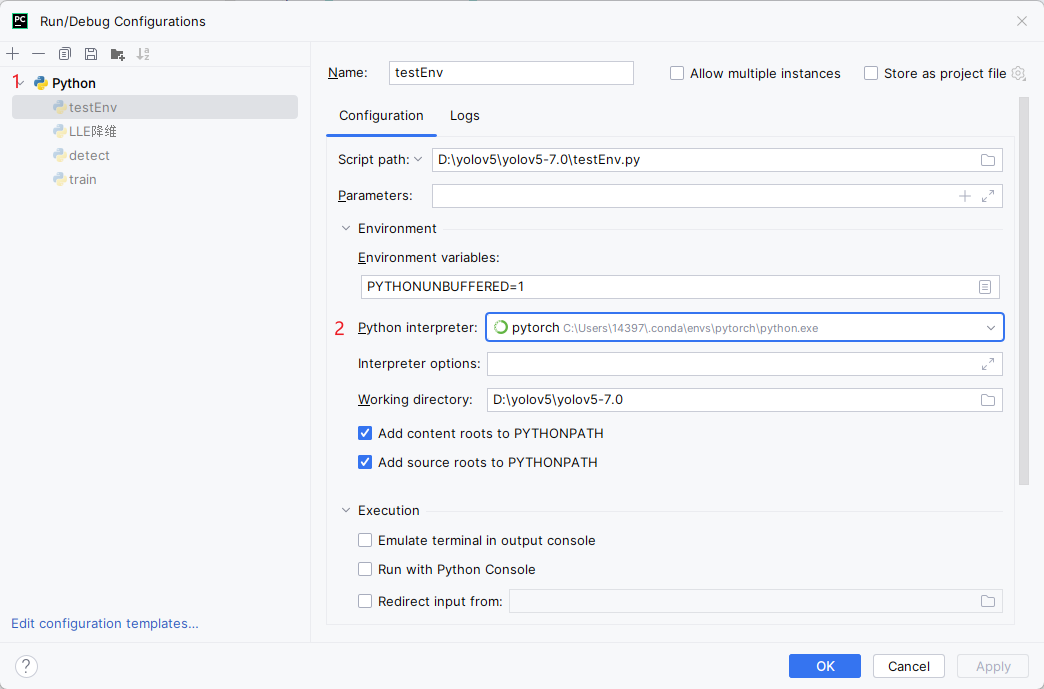 PC Run/Debug Configurations
1 Python
testEnv
LLE降维
detect
train
Edit configuration templates...
Name: testEnv
Allow multiple instances
Store as project file
Configuration Logs
Script path: D:\yolov5\yolov5-7.0\testEnv.py
Parameters:
Environment
Environment variables:
PYTHONUNBUFFERED=1
2 Python interpreter: pytorch C:\Users\14397\.conda\envs\pytorch\python.exe
Interpreter options:
Working directory: D:\yolov5\yolov5-7.0
Add content roots to PYTHONPATH
Add source roots to PYTHONPATH
Execution
Emulate terminal in output console
Run with Python Console
Redirect input from:
? OK Cancel Apply